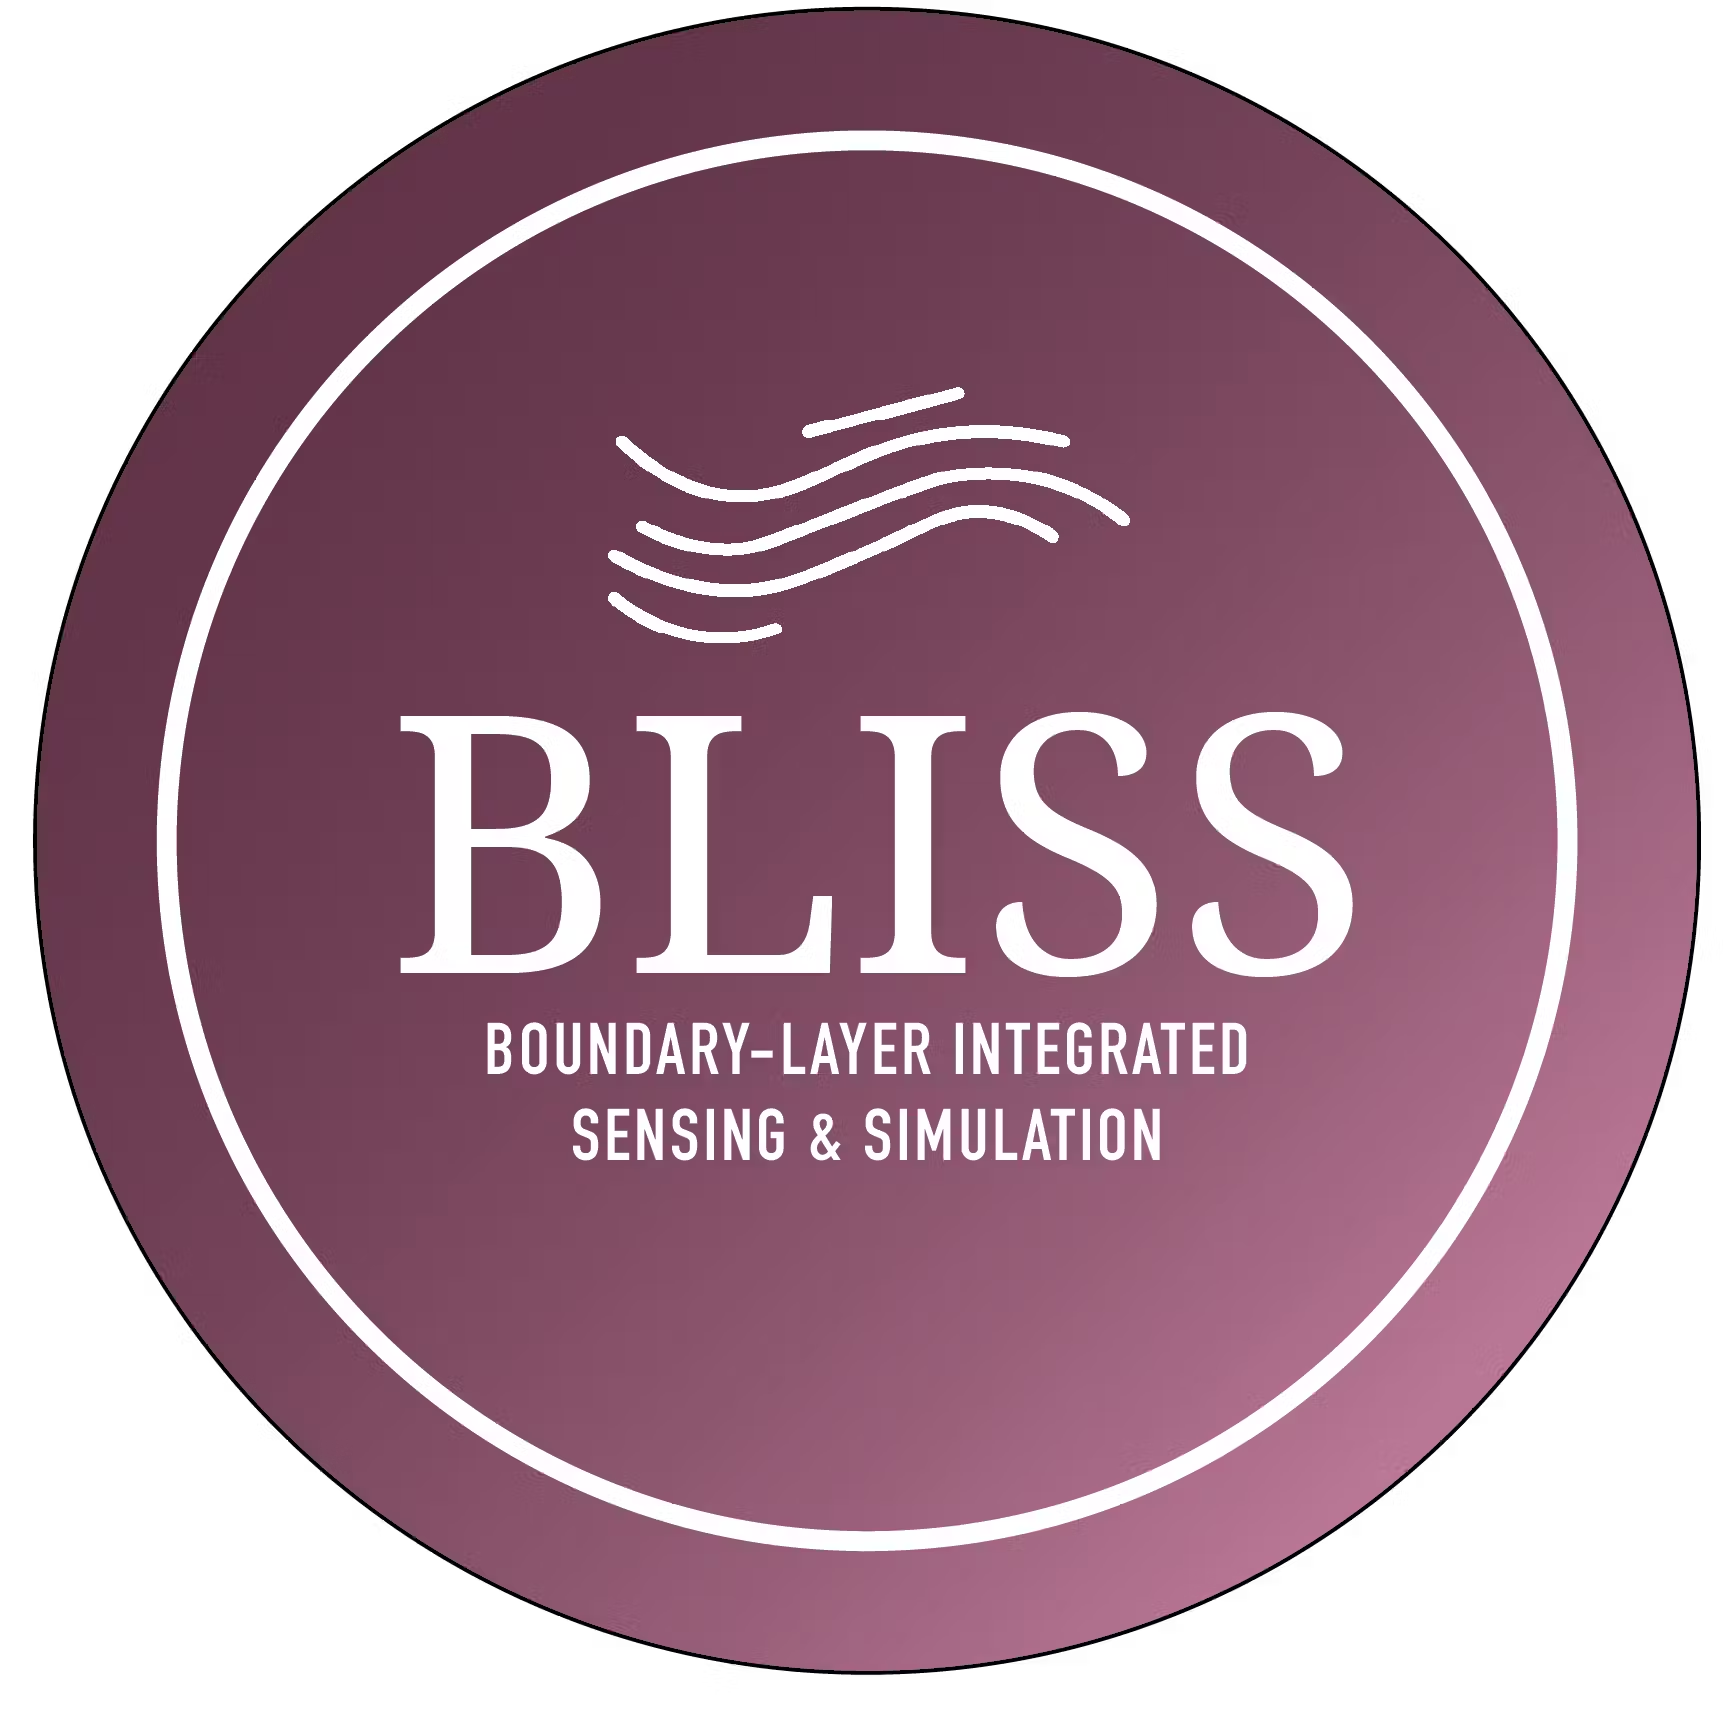 BLISS
BOUNDARY-LAYER INTEGRATED
SENSING & SIMULATION